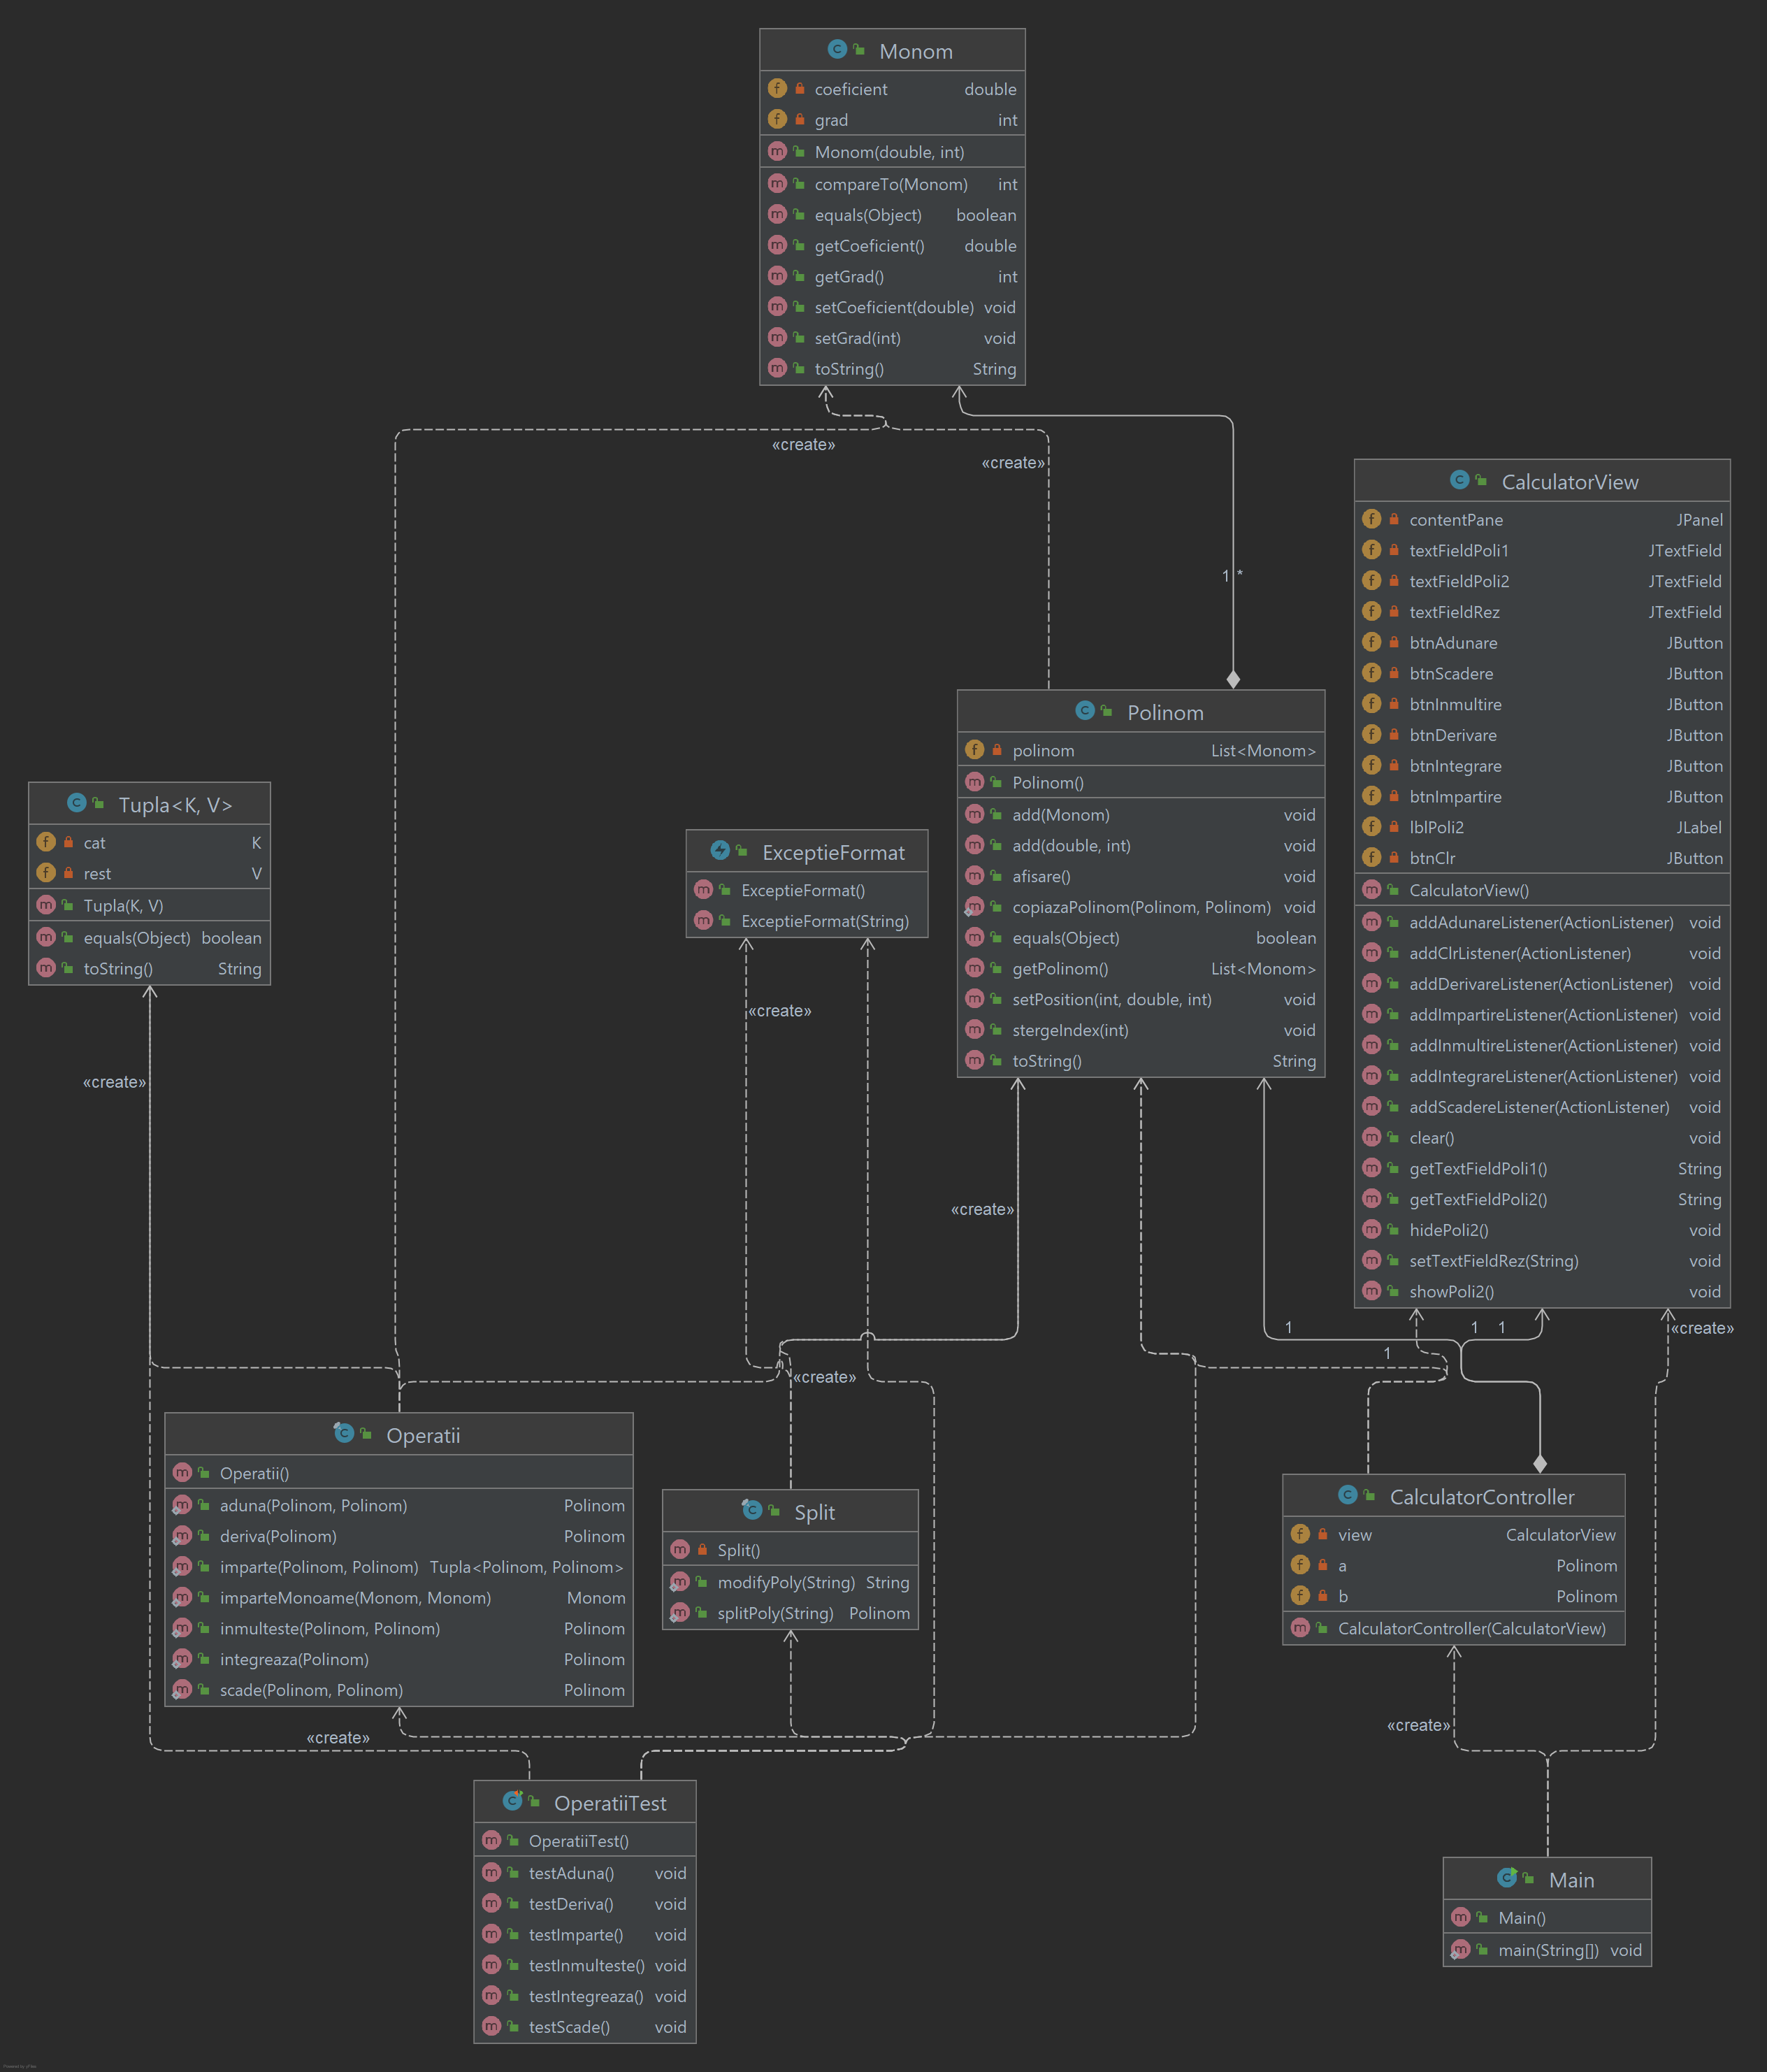 Monom
coeficient double
grad int
Monom(double, int)
compareTo(Monom) int
equals(Object) boolean
getCoeficient() double
getGrad() int
setCoeficient(double) void
setGrad(int) void
toString() String
«create»
«create»
1 *
CalculatorView
contentPane JPanel
textFieldPoli1 JTextField
textFieldPoli2 JTextField
textFieldRez JTextField
btnAdunare JButton
btnScadere JButton
btnInmultire JButton
btnDerivare JButton
btnIntegrare JButton
btnImpartire JButton
lblPoli2 JLabel
btnClr JButton
CalculatorView()
addAdunareListener(ActionListener) void
addClrListener(ActionListener) void
addDerivareListener(ActionListener) void
addImpartireListener(ActionListener) void
addInmultireListener(ActionListener) void
addIntegrareListener(ActionListener) void
addScadereListener(ActionListener) void
clear() void
getTextFieldPoli1() String
getTextFieldPoli2() String
hidePoli2() void
setTextFieldRez(String) void
showPoli2() void
Polinom
polinom List<Monom>
Polinom()
add(Monom) void
add(double, int) void
afisare() void
copiazaPolinom(Polinom, Polinom) void
equals(Object) boolean
getPolinom() List<Monom>
setPosition(int, double, int) void
stergeIndex(int) void
toString() String
Tupla<K, V>
cat K
rest V
Tupla(K, V)
equals(Object) boolean
toString() String
ExceptieFormat
ExceptieFormat()
ExceptieFormat(String)
«create»
«create»
«create»
1
1
1
1
«create»
«create»
Operatii
Operatii()
aduna(Polinom, Polinom) Polinom
deriva(Polinom) Polinom
imparte(Polinom, Polinom) Tupla<Polinom, Polinom>
imparteMonoame(Monom, Monom) Monom
inmulteste(Polinom, Polinom) Polinom
integreaza(Polinom) Polinom
scade(Polinom, Polinom) Polinom
Split
Split()
modifyPoly(String) String
splitPoly(String) Polinom
CalculatorController
view CalculatorView
a Polinom
b Polinom
CalculatorController(CalculatorView)
«create»
«create»
OperatiiTest
OperatiiTest()
testAduna() void
testDeriva() void
testImparte() void
testInmulteste() void
testIntegreaza() void
testScade() void
Main
Main()
main(String[]) void
Powered by yFiles